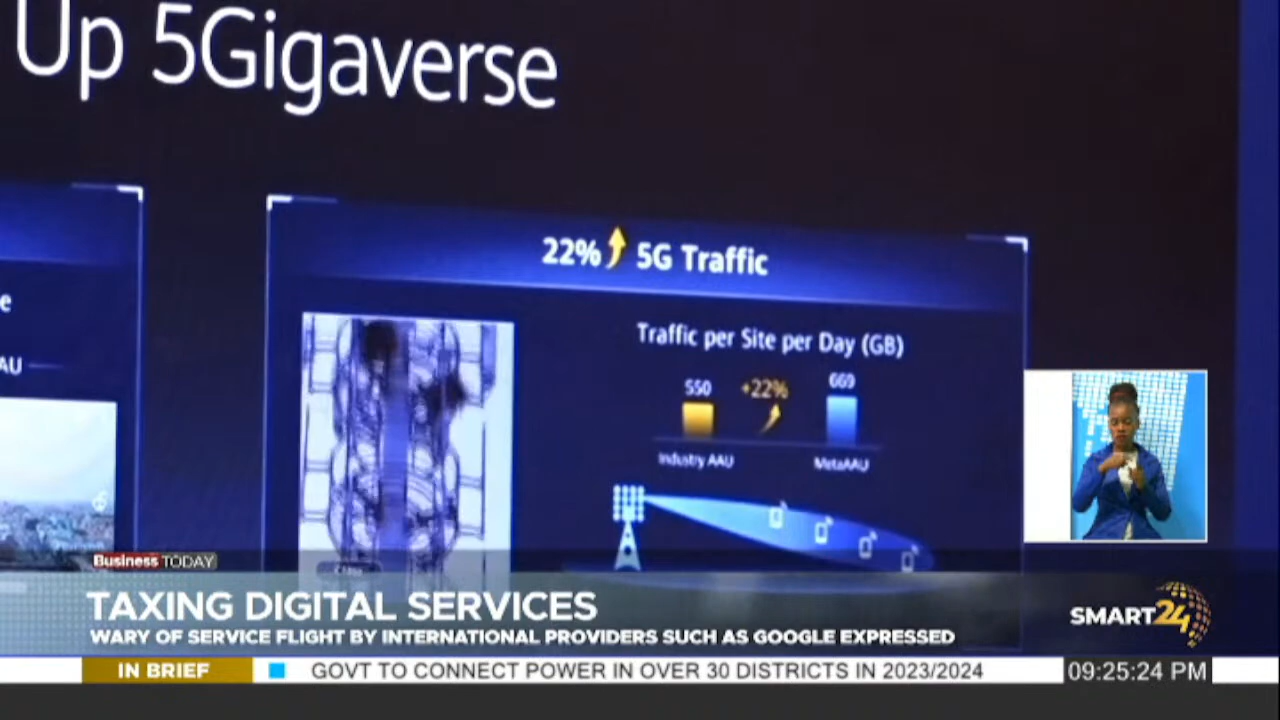 Up 5Gigaverse
22% 5G Traffic
e
AU
Traffic per Site per Day (GB)
550
+22%
669
Industry AAU
MetaAAU
Business TODAY
TAXING DIGITAL SERVICES
WARY OF SERVICE FLIGHT BY INTERNATIONAL PROVIDERS SUCH AS GOOGLE EXPRESSED
SMART24
IN BRIEF
GOVT TO CONNECT POWER IN OVER 30 DISTRICTS IN 2023/2024
09:25:24 PM